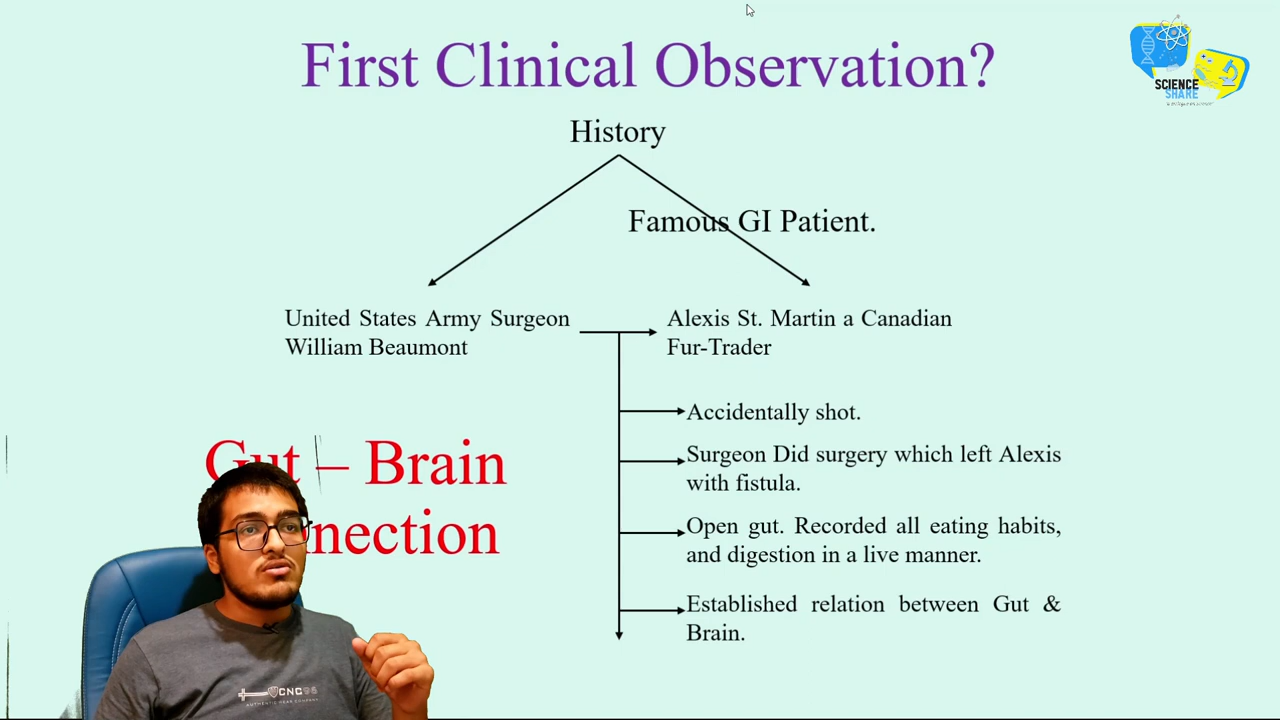 First Clinical Observation?
SCIENCE
SHARE
History
Famous GI Patient.
United States Army Surgeon
William Beaumont
Alexis St. Martin a Canadian
Fur-Trader
Accidentally shot.
Surgeon Did surgery which left Alexis
with fistula.
Open gut. Recorded all eating habits,
and digestion in a live manner.
Established relation between Gut &
Brain.
Gut – Brain
nection